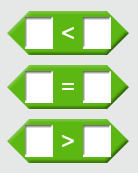 <
=
>